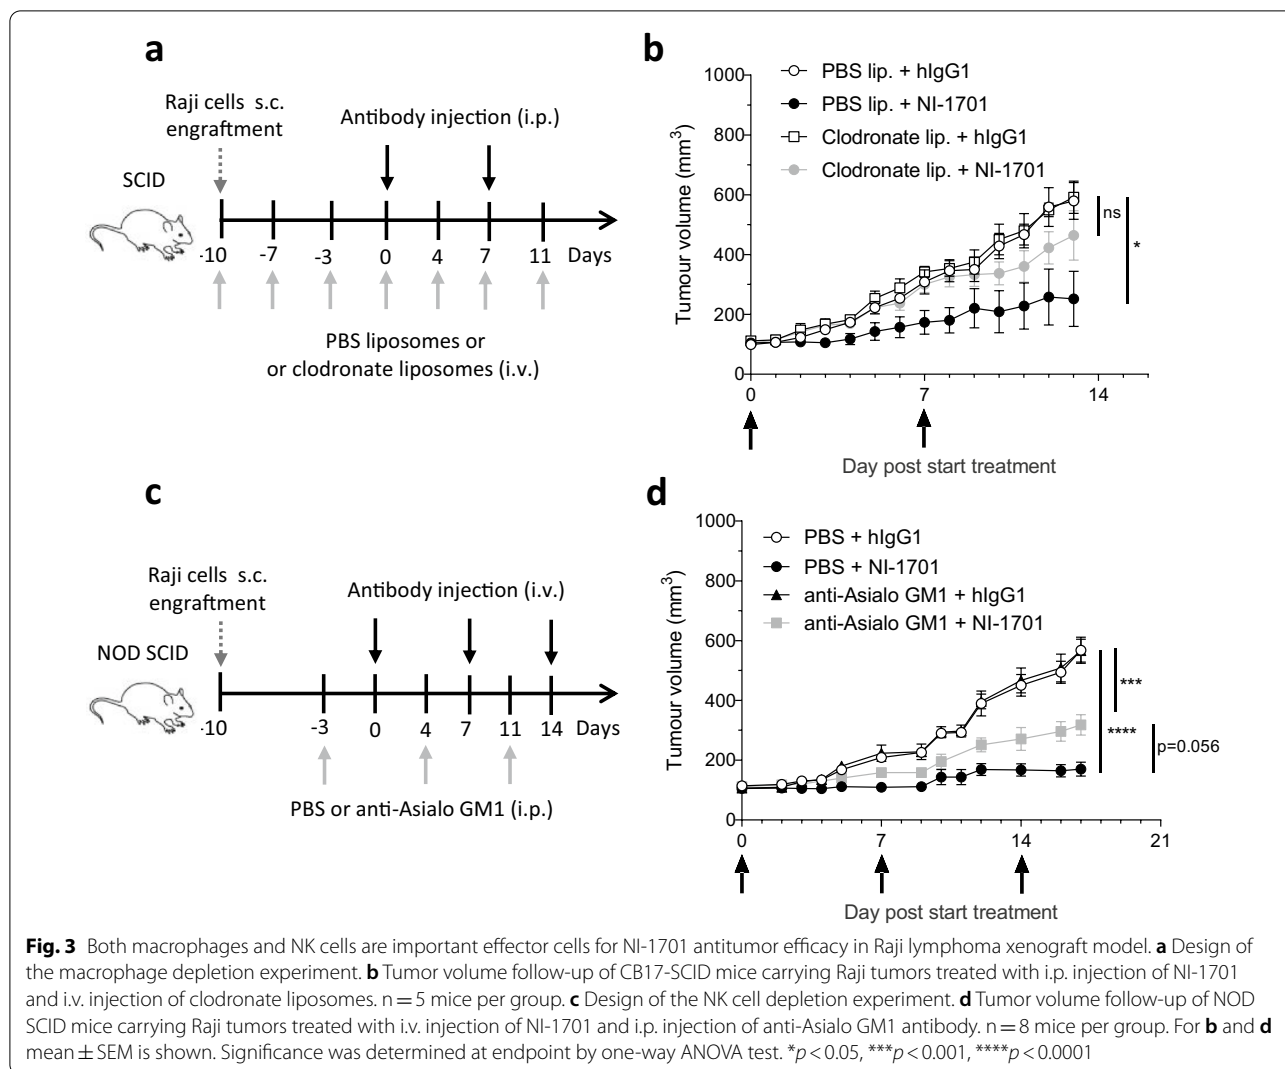 a
Raji cells s.c.
engraftment
Antibody injection (i.p.)
SCID
-10 -7 -3 0 4 7 11 Days
PBS liposomes or
or clodronate liposomes (i.v.)
b
PBS lip. + hIgG1
PBS lip. + NI-1701
Clodronate lip. + hIgG1
Clodronate lip. + NI-1701
Tumour volume (mm3)
1000
800
600
400
200
0
0 7 14
ns
*
Day post start treatment
c
Raji cells s.c.
engraftment
Antibody injection (i.v.)
NOD SCID
-10 -3 0 4 7 11 14 Days
PBS or anti-Asialo GM1 (i.p.)
d
PBS + hIgG1
PBS + NI-1701
anti-Asialo GM1 + hIgG1
anti-Asialo GM1 + NI-1701
Tumour volume (mm3)
1000
800
600
400
200
0
0 7 14 21
***
****
p=0.056
Day post start treatment
Fig. 3 Both macrophages and NK cells are important effector cells for NI-1701 antitumor efficacy in Raji lymphoma xenograft model. a Design of
the macrophage depletion experiment. b Tumor volume follow-up of CB17-SCID mice carrying Raji tumors treated with i.p. injection of NI-1701
and i.v. injection of clodronate liposomes. n = 5 mice per group. c Design of the NK cell depletion experiment. d Tumor volume follow-up of NOD
SCID mice carrying Raji tumors treated with i.v. injection of NI-1701 and i.p. injection of anti-Asialo GM1 antibody. n = 8 mice per group. For b and d
mean ± SEM is shown. Significance was determined at endpoint by one-way ANOVA test. *p < 0.05, ***p < 0.001, ****p < 0.0001